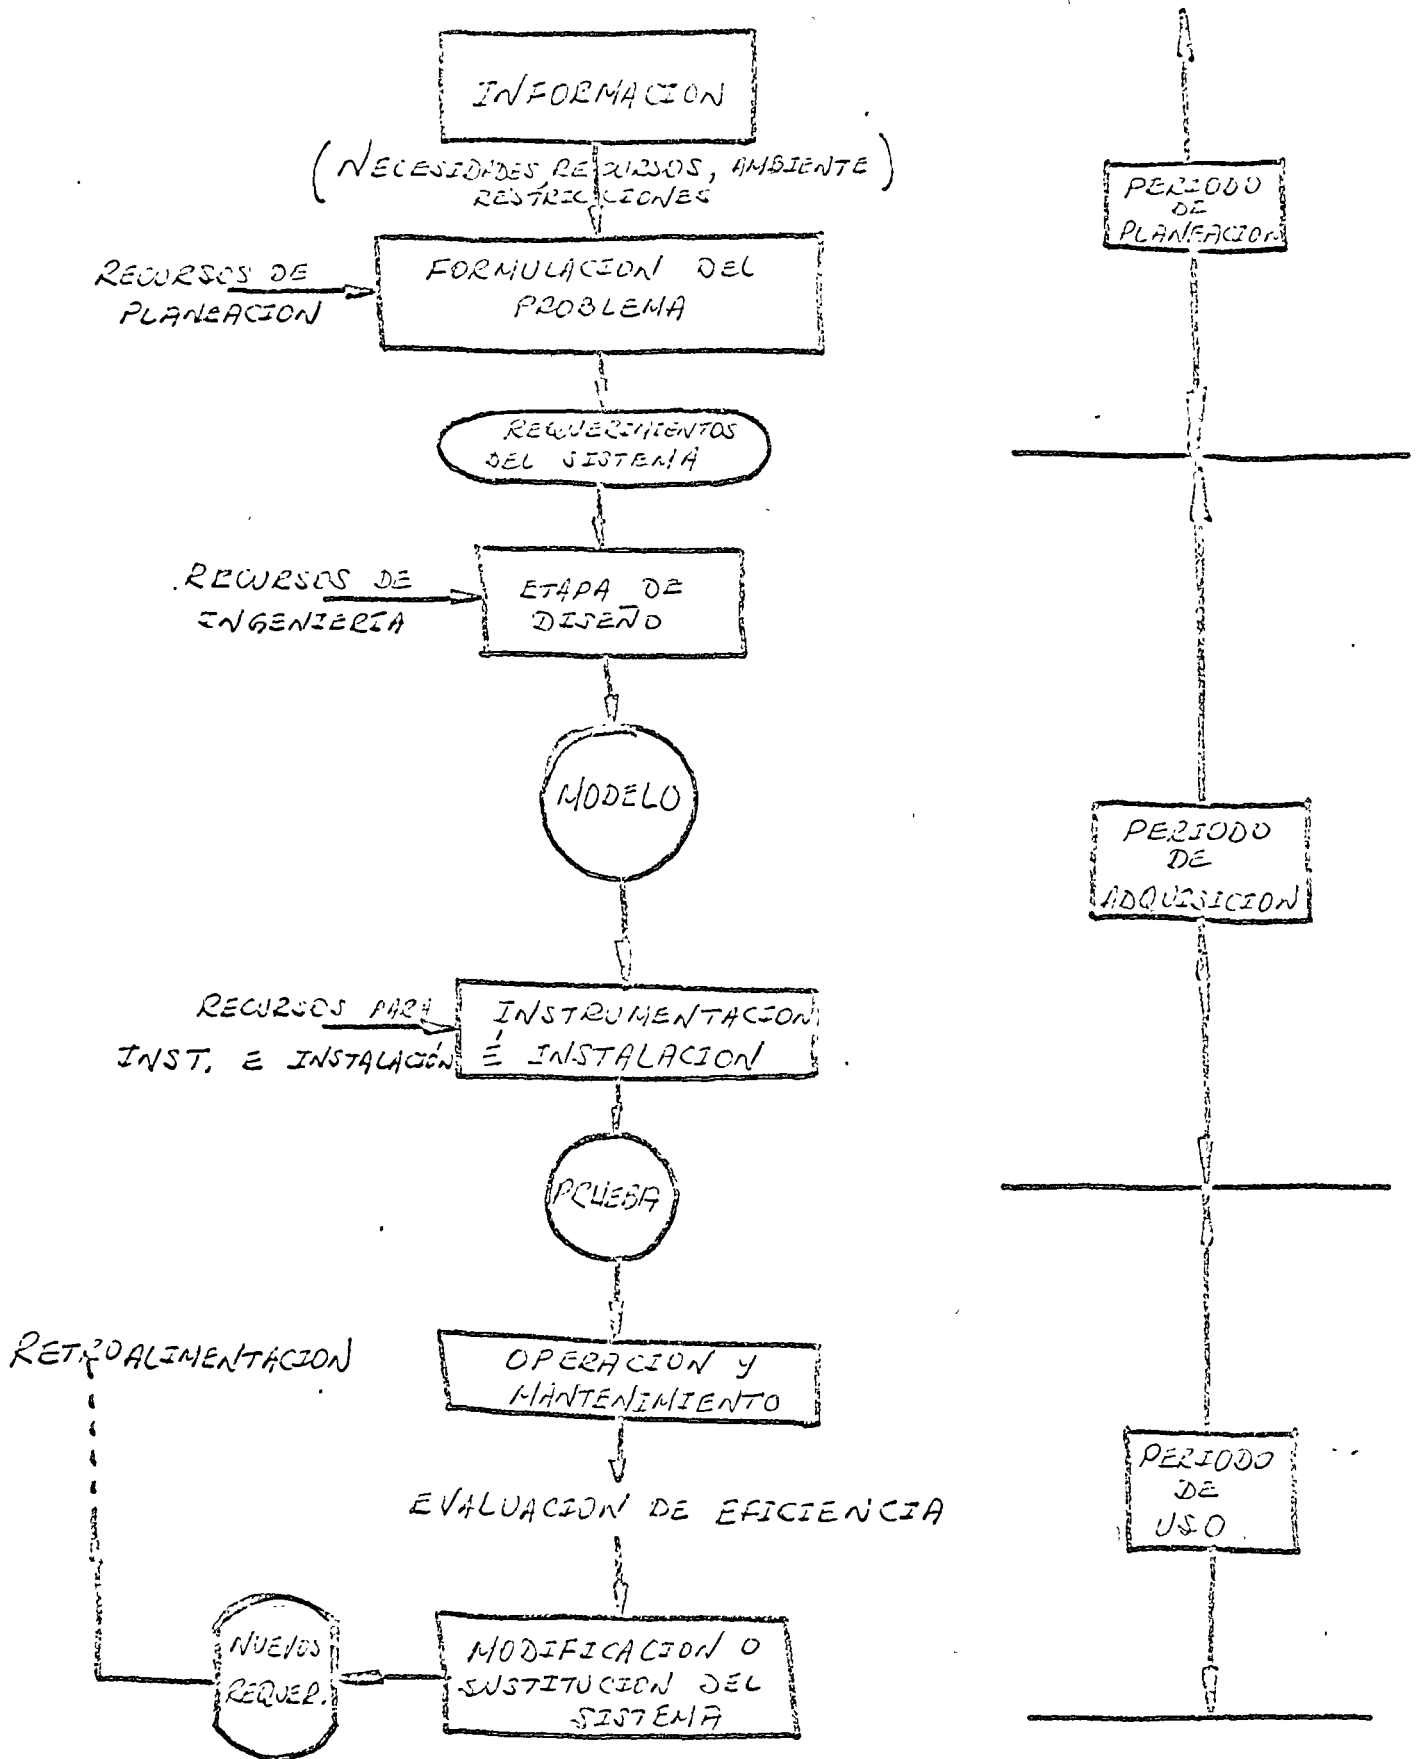 INFORMACION
(NECESIDADES, RECURSOS, AMBIENTE)
RESTRICCIONES
PERIODO
DE
PLANEACION
RECURSOS DE
PLANEACION
FORMULACION DEL
PROBLEMA
REQUERIMIENTOS
DEL SISTEMA
RECURSOS DE
INGENIERIA
ETAPA DE
DISEÑO
MODELO
PERIODO
DE
ADQUISICION
RECURSOS PARA
INST. E INSTALACIÓN
INSTRUMENTACION
É INSTALACION
PRUEBA
RETROALIMENTACION
OPERACION Y
MANTENIMIENTO
EVALUACION DE EFICIENCIA
PERIODO
DE
USO
NUEVOS
REQUER.
MODIFICACION O
SUSTITUCION DEL
SISTEMA